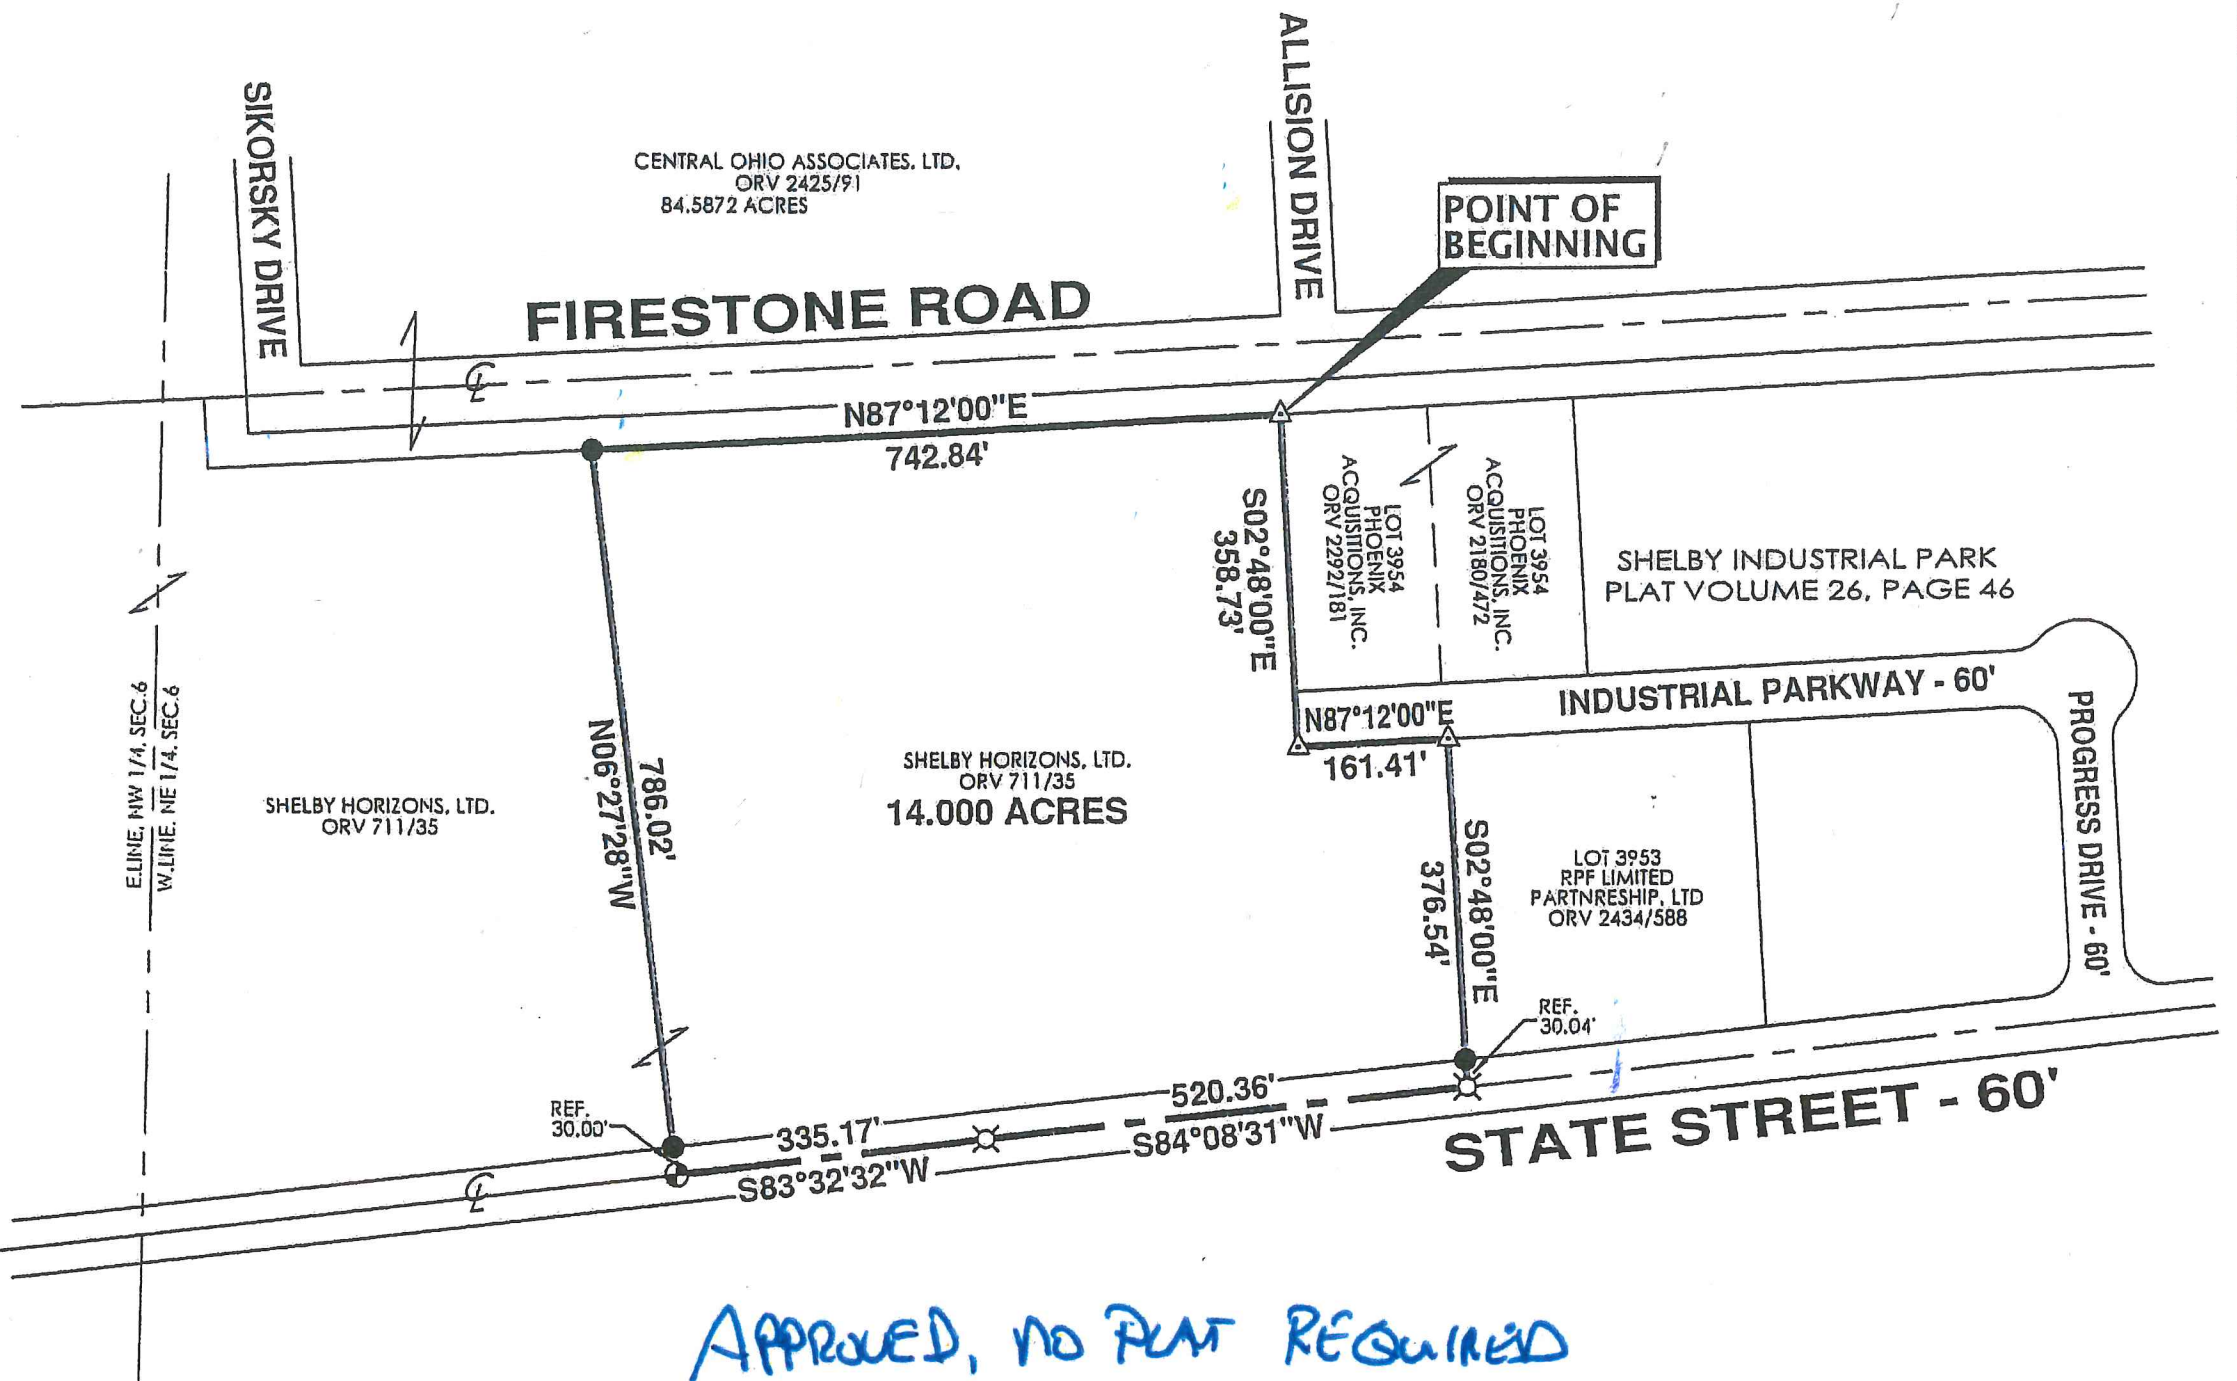 SIKORSKY DRIVE
CENTRAL OHIO ASSOCIATES. LTD.
ORV 2425/91
84.5872 ACRES
ALLISION DRIVE
POINT OF
BEGINNING
FIRESTONE ROAD
N87°12'00"E
742.84'
S02°48'00"E
358.73'
LOT 3954
PHOENIX
ACQUISITIONS, INC.
ORV 2292/181
LOT 3954
PHOENIX
ACQUISITIONS, INC.
ORV 2180/472
SHELBY INDUSTRIAL PARK
PLAT VOLUME 26, PAGE 46
INDUSTRIAL PARKWAY - 60'
PROGRESS DRIVE - 60'
N87°12'00"E
161.41'
E.LINE, NW 1/4, SEC.6
W.LINE, NE 1/4, SEC.6
SHELBY HORIZONS, LTD.
ORV 711/35
786.02'
N06°27'28"W
SHELBY HORIZONS, LTD.
ORV 711/35
14.000 ACRES
S02°48'00"E
376.54'
LOT 3953
RPF LIMITED
PARTNRESHIP, LTD
ORV 2434/588
REF.
30.04'
REF.
30.00'
335.17'
S83°32'32"W
520.36'
S84°08'31"W
STATE STREET - 60'
APPROVED, NO PLAT REQUIRED